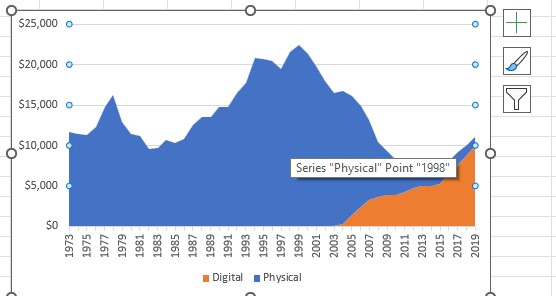 $25,000
$20,000
$15,000
$10,000
$5,000
$0
Series "Physical" Point "1998"
1973 1975 1977 1979 1981 1983 1985 1987 1989 1991 1993 1995 1997 1999 2001 2003 2005 2007 2009 2011 2013 2015 2017 2019
Digital Physical